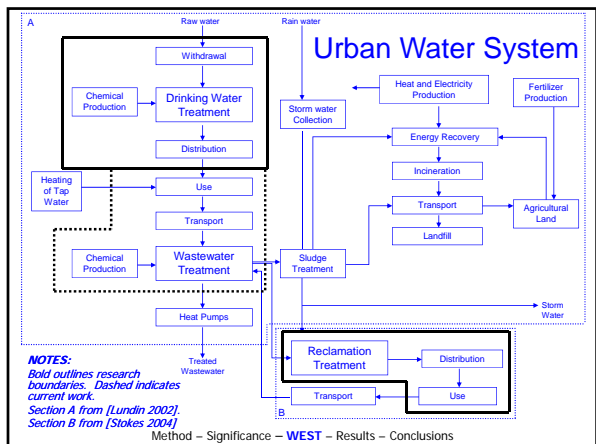 A
Raw water
Rain water
Urban Water System
Withdrawal
Chemical
Production
Drinking Water
Treatment
Distribution
Storm water
Collection
Heat and Electricity
Production
Fertilizer
Production
Energy Recovery
Incineration
Transport
Landfill
Agricultural
Land
Heating
of Tap
Water
Use
Transport
Chemical
Production
Wastewater
Treatment
Sludge
Treatment
Heat Pumps
Treated
Wastewater
Storm
Water
Reclamation
Treatment
Distribution
Transport
Use
B
NOTES:
Bold outlines research
boundaries. Dashed indicates
current work.
Section A from [Lundin 2002].
Section B from [Stokes 2004]
Method – Significance – WEST – Results – Conclusions